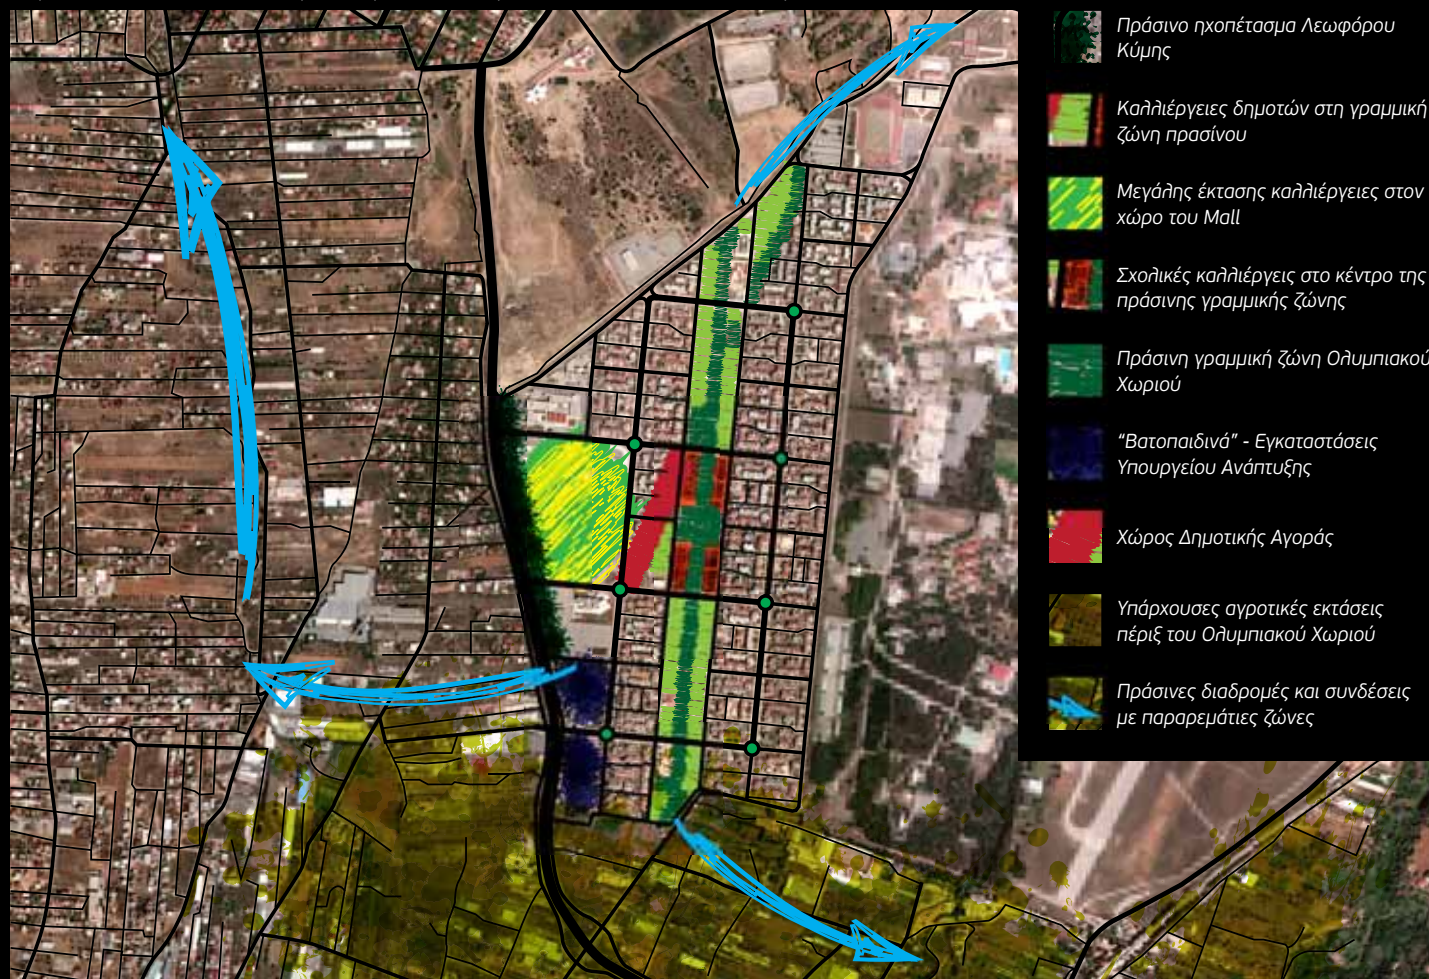 Πράσινο ηχοπέτασμα Λεωφόρου
Κύμης
Καλλιέργειες δημοτών στη γραμμική
ζώνη πρασίνου
Μεγάλης έκτασης καλλιέργειες στον
χώρο του Mall
Σχολικές καλλιέργεις στο κέντρο της
πράσινης γραμμικής ζώνης
Πράσινη γραμμική ζώνη Ολυμπιακού
Χωριού
“Βατοπαιδινά” - Εγκαταστάσεις
Υπουργείου Ανάπτυξης
Χώρος Δημοτικής Αγοράς
Υπάρχουσες αγροτικές εκτάσεις
πέριξ του Ολυμπιακού Χωριού
Πράσινες διαδρομές και συνδέσεις
με παραρεμάτιες ζώνες